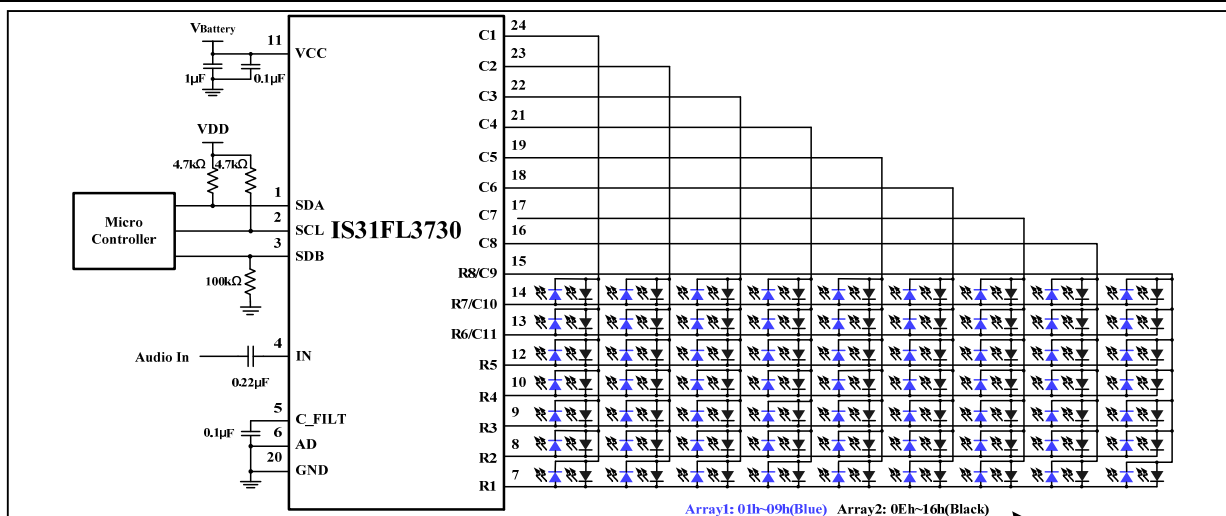 VBattery
11
VCC
1μF
0.1μF
VDD
4.7kΩ
4.7kΩ
Micro
Controller
1
SDA
2
SCL
3
SDB
100kΩ
IS31FL3730
Audio In
4
IN
0.22μF
5
C_FILT
0.1μF
6
AD
20
GND
24
C1
23
C2
22
C3
21
C4
19
C5
18
C6
17
C7
16
C8
15
R8/C9
14
R7/C10
13
R6/C11
12
R5
10
R4
9
R3
8
R2
7
R1
Array1: 01h~09h(Blue) Array2: 0Eh~16h(Black)